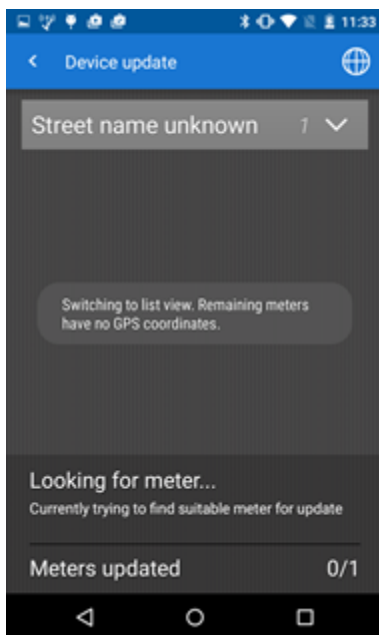 11:33
Device update
Street name unknown 1
Switching to list view. Remaining meters
have no GPS coordinates.
Looking for meter...
Currently trying to find suitable meter for update
Meters updated 0/1